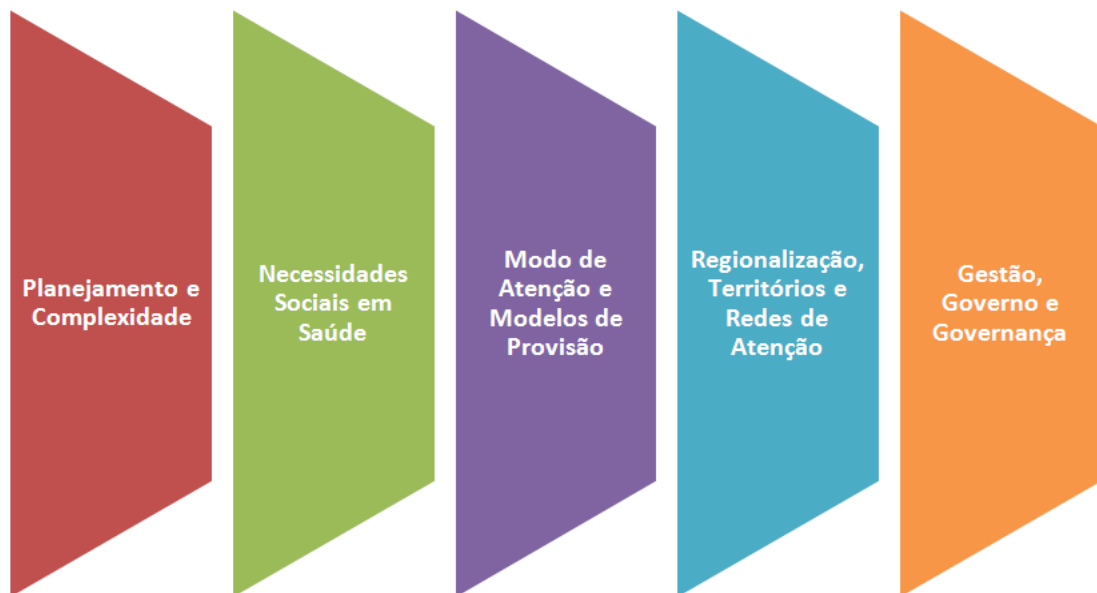 Planejamento e
Complexidade
Necessidades
Sociais em
Saúde
Modo de
Atenção e
Modelos de
Provisão
Regionalização,
Territórios e
Redes de
Atenção
Gestão,
Governo e
Governança